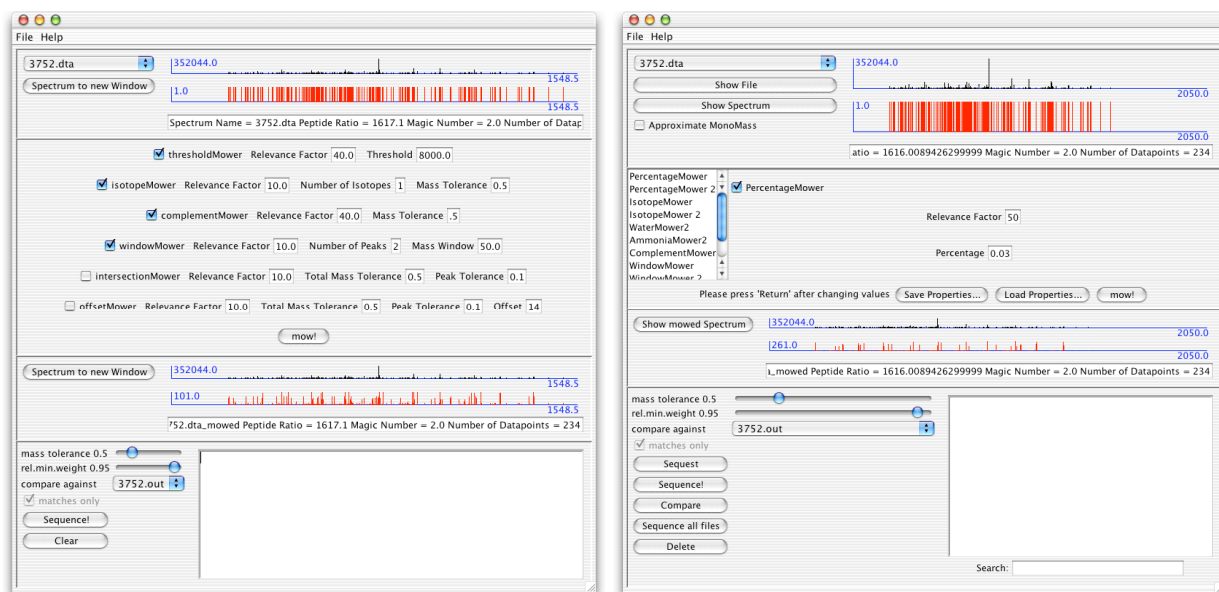 File Help
3752.dta
Spectrum to new Window
352044.0
1548.5
1.0
1548.5
Spectrum Name = 3752.dta Peptide Ratio = 1617.1 Magic Number = 2.0 Number of Datap
thresholdMower Relevance Factor 40.0 Threshold 8000.0
isotopeMower Relevance Factor 10.0 Number of Isotopes 1 Mass Tolerance 0.5
complementMower Relevance Factor 40.0 Mass Tolerance .5
windowMower Relevance Factor 10.0 Number of Peaks 2 Mass Window 50.0
intersectionMower Relevance Factor 10.0 Total Mass Tolerance 0.5 Peak Tolerance 0.1
offsetMower Relevance Factor 10.0 Total Mass Tolerance 0.5 Peak Tolerance 0.1 Offset 14
mow!
Spectrum to new Window
352044.0
1548.5
101.0
1548.5
752.dta_mowed Peptide Ratio = 1617.1 Magic Number = 2.0 Number of Datapoints = 234
mass tolerance 0.5
rel.min.weight 0.95
compare against 3752.out
matches only
Sequence!
Clear
File Help
3752.dta
Show File
Show Spectrum
Approximate MonoMass
352044.0
2050.0
1.0
2050.0
atio = 1616.0089426299999 Magic Number = 2.0 Number of Datapoints = 234
PercentageMower
PercentageMower 2
IsotopeMower
IsotopeMower 2
WaterMower2
AmmoniaMower2
ComplementMower
WindowMower
WindowMower 2
PercentageMower
Relevance Factor 50
Percentage 0.03
Please press 'Return' after changing values Save Properties... Load Properties... mow!
Show mowed Spectrum
352044.0
2050.0
261.0
2050.0
a_mowed Peptide Ratio = 1616.0089426299999 Magic Number = 2.0 Number of Datapoints = 234
mass tolerance 0.5
rel.min.weight 0.95
compare against 3752.out
matches only
Sequest
Sequence!
Compare
Sequence all files
Delete
Search: